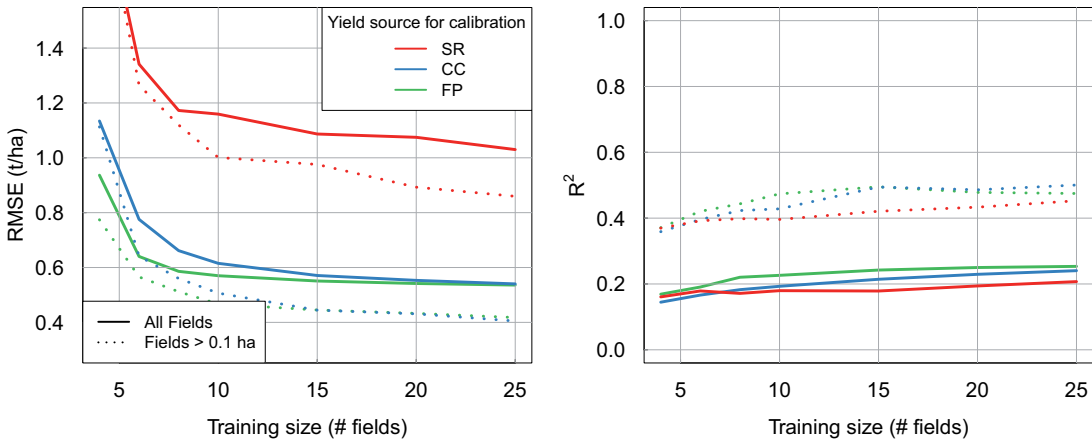 Yield source for calibration
SR
CC
FP
1.4
1.2
1.0
0.8
0.6
0.4
RMSE (t/ha)
All Fields
Fields > 0.1 ha
5
10
15
20
25
Training size (# fields)
1.0
0.8
0.6
0.4
0.2
0.0
R²
5
10
15
20
25
Training size (# fields)